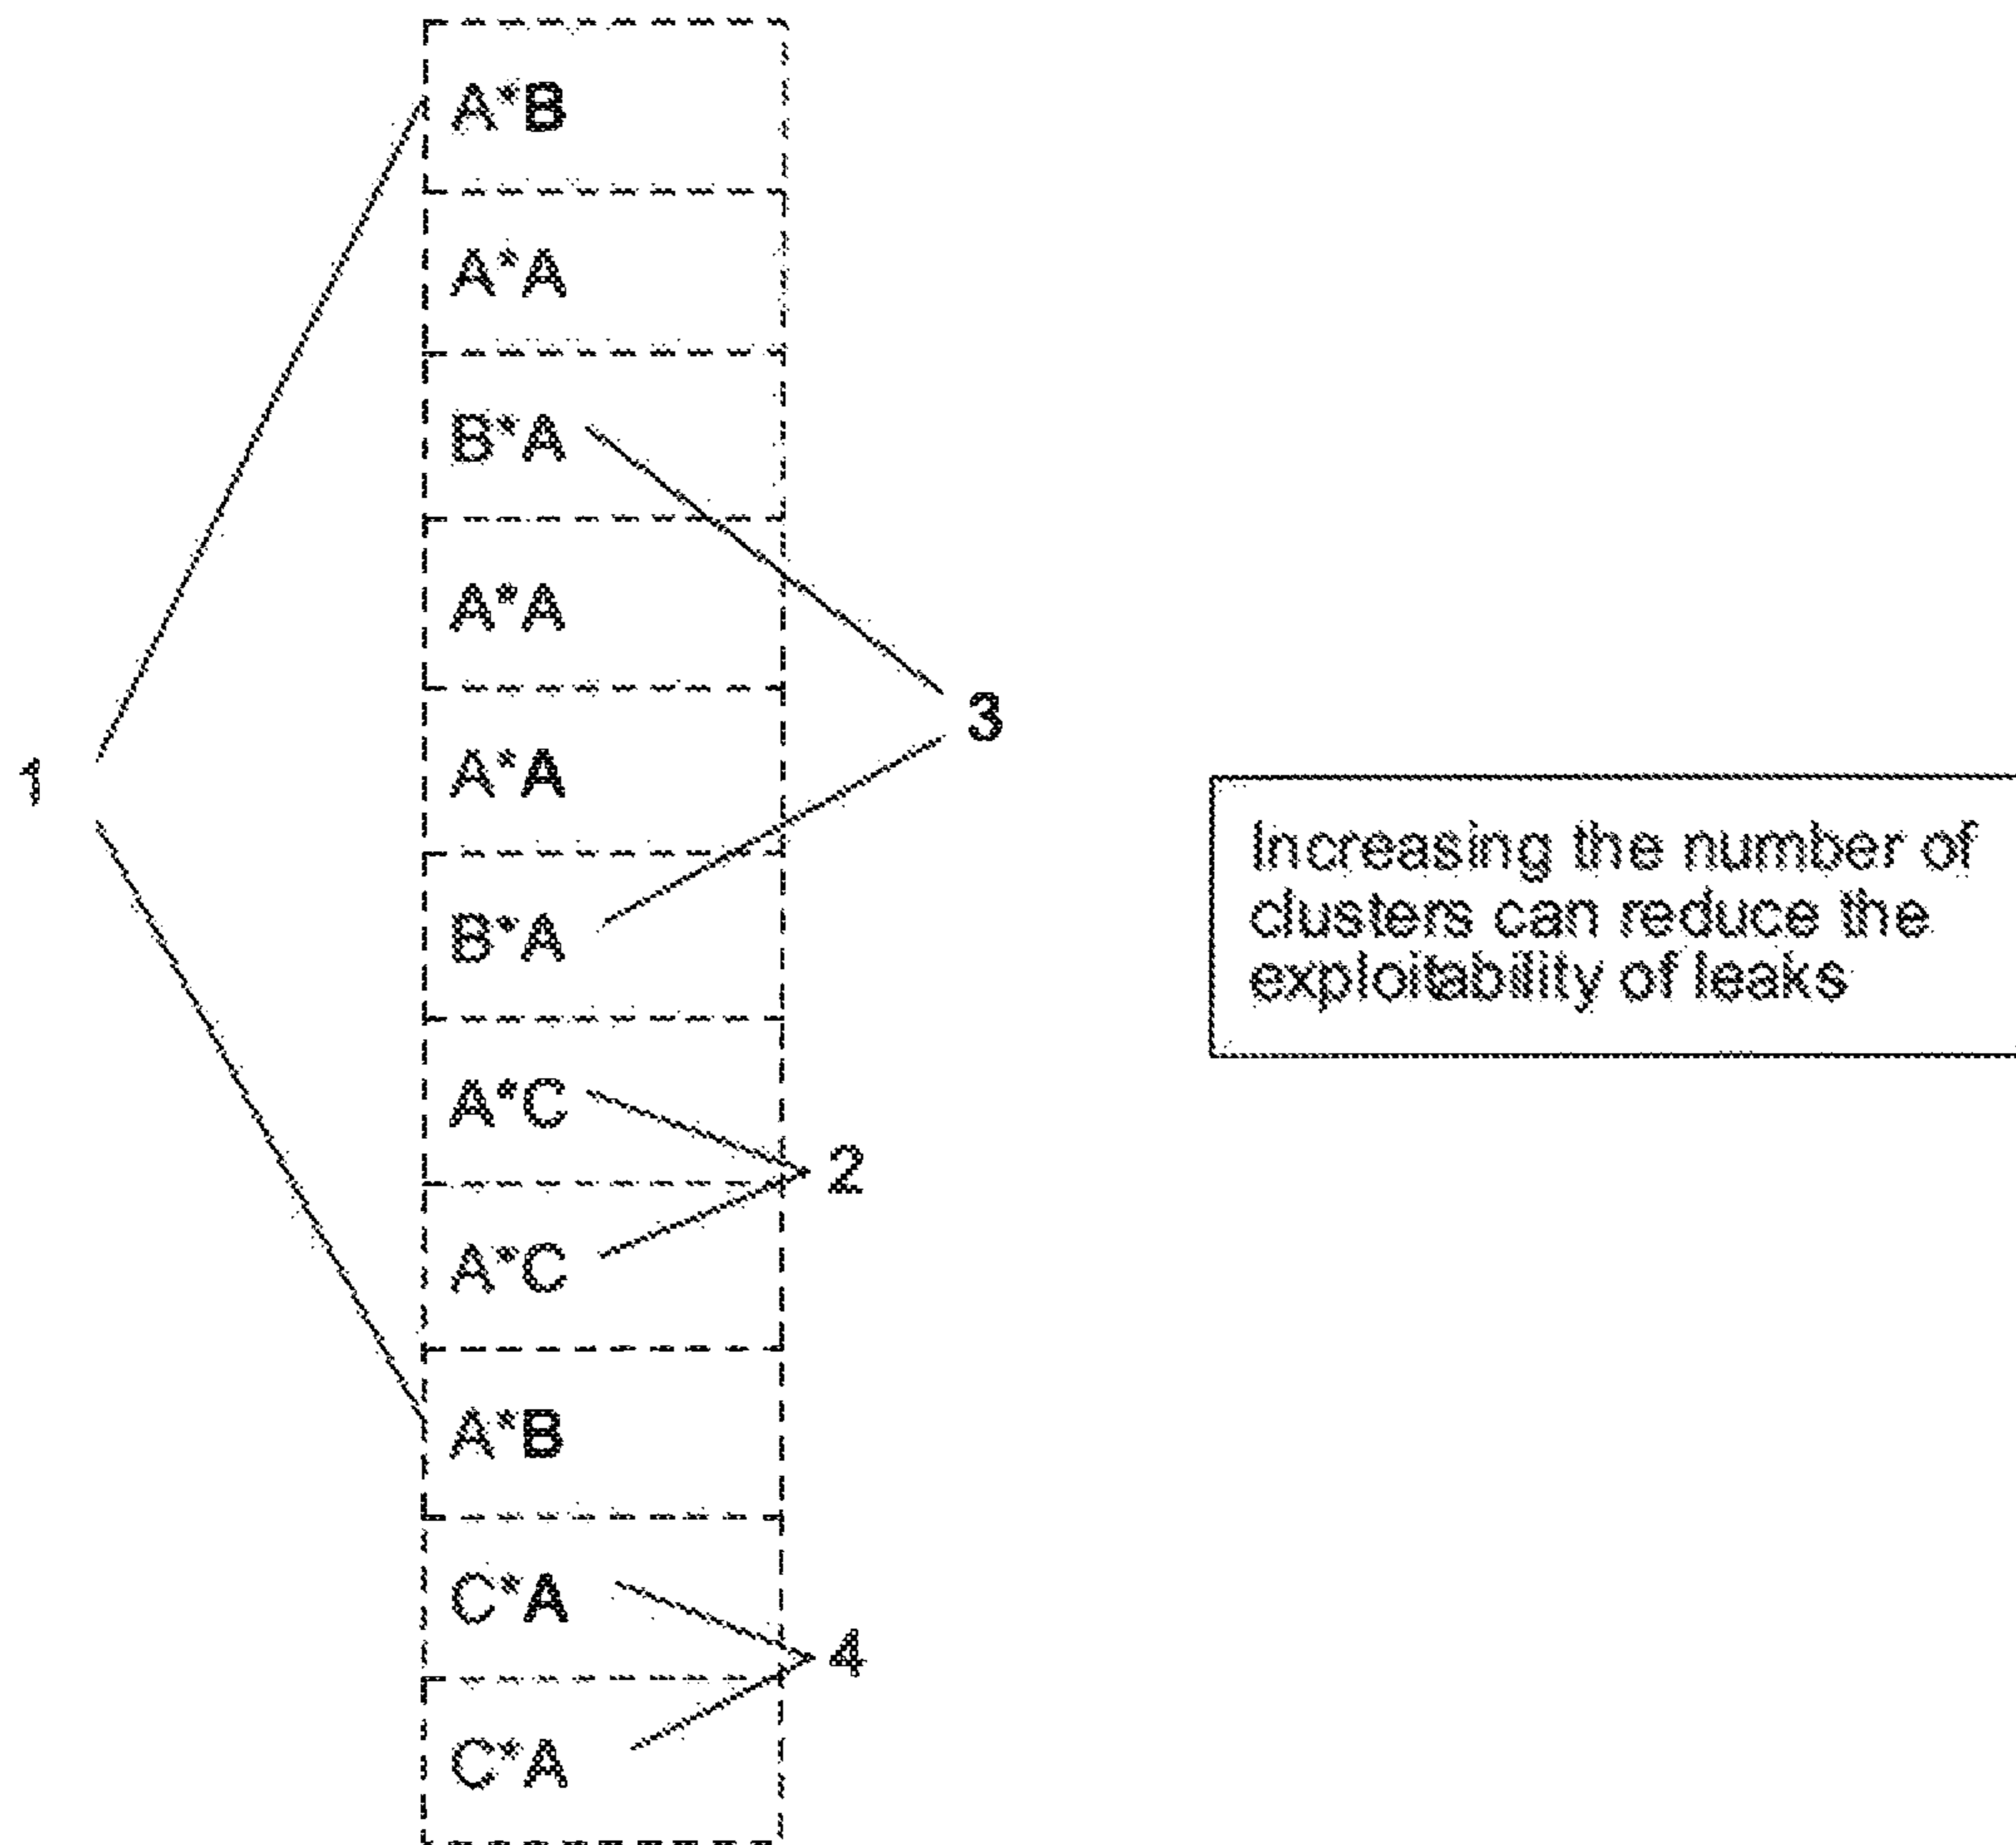 A*B
A*A
B*A
A*A
3
A*A
1
Increasing the number of
clusters can reduce the
exploitability of leaks
B*A
A*C
2
A*C
A*B
C*A
4
C*A